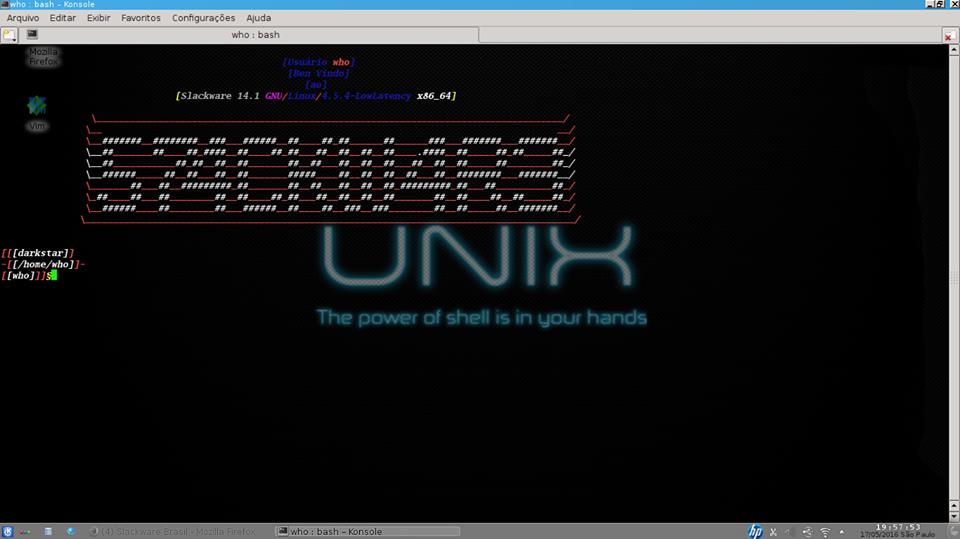 who : bash – Konsole
Arquivo Editar Exibir Favoritos Configurações Ajuda
who : bash
Mozilla
Firefox
[Usuário who]
[Ben Vindo]
[ao]
[Slackware 14.1 GNU/Linux/4.5.4-LowLatency x86_64]
Vim
UNIX
[[[darkstar]]
-[[/home/who]]-
[[who]]]$
The power of shell is in your hands
(4) Slackware Brasil - Mozilla Firefox
who : bash – Konsole
hp
19:57:53
17/05/2016 São Paulo